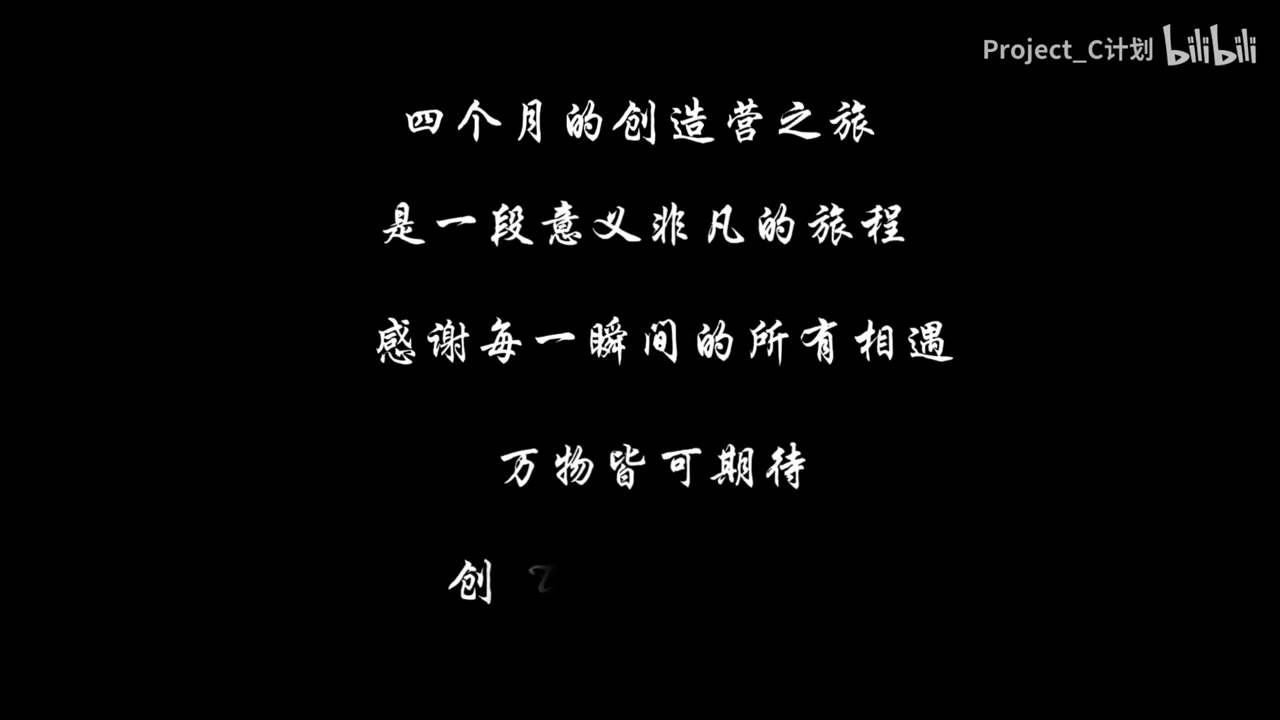 Project_C计划 bilibili
四个月的创造营之旅
是一段意义非凡的旅程
感谢每一瞬间的所有相遇
万物皆可期待
创